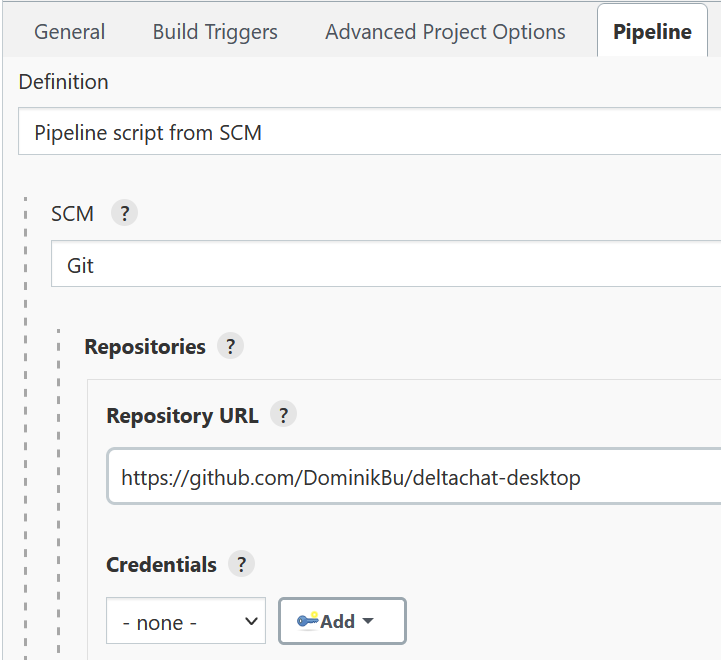 General Build Triggers Advanced Project Options Pipeline
Definition
Pipeline script from SCM
SCM ?
Git
Repositories ?
Repository URL ?
https://github.com/DominikBu/deltachat-desktop
Credentials ?
- none - Add